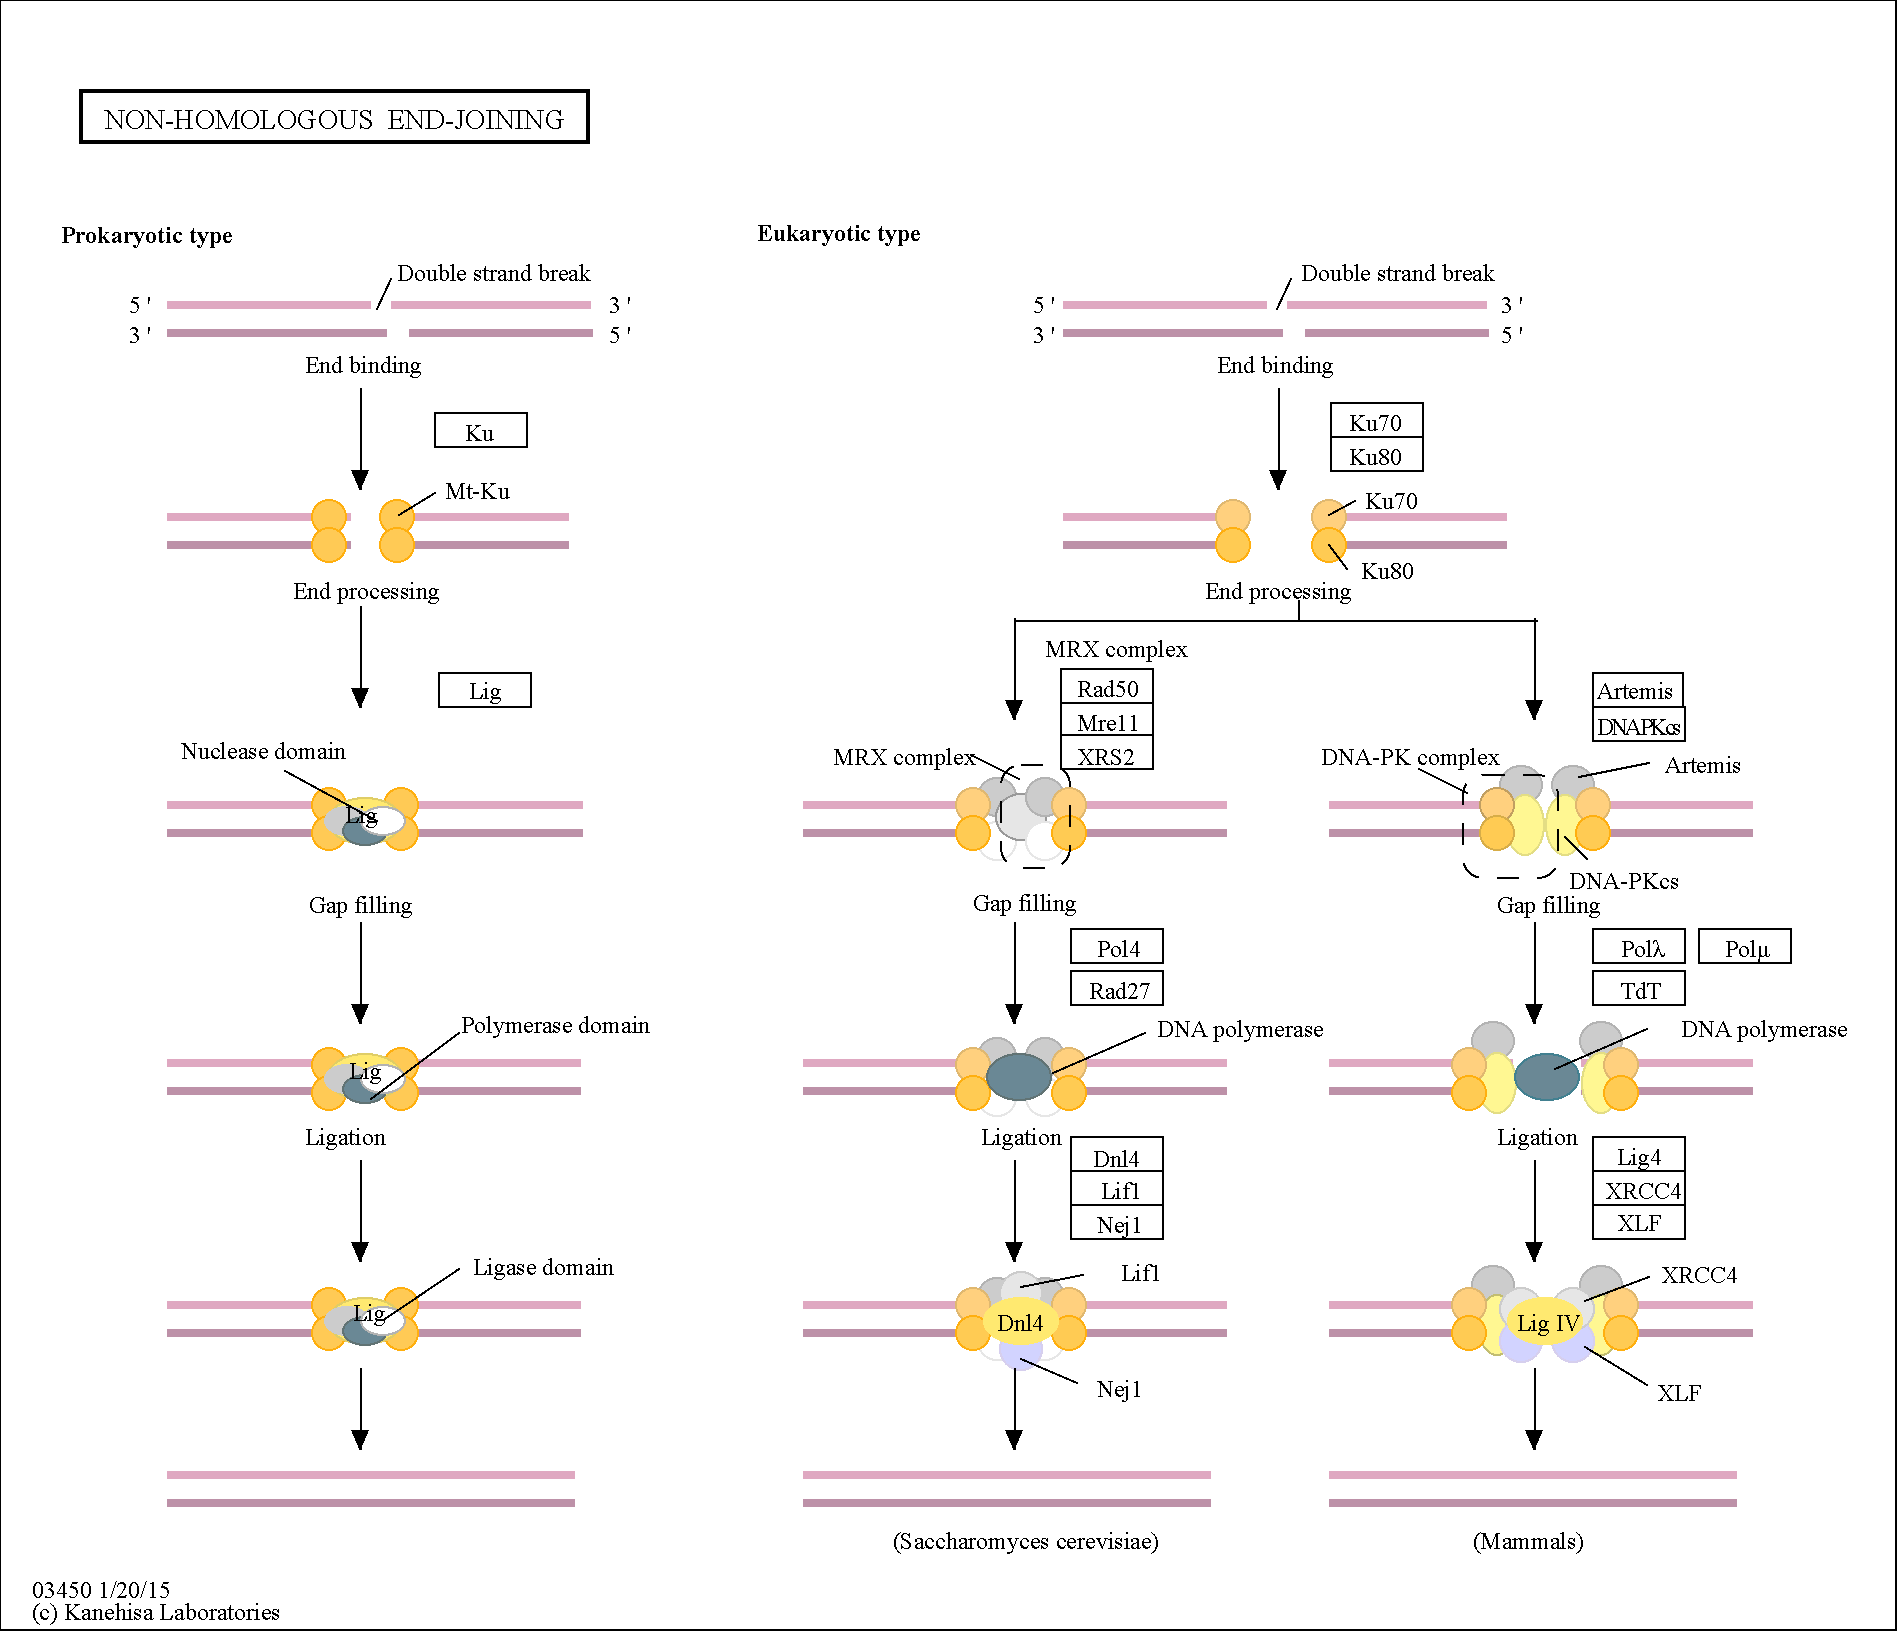 NON-HOMOLOGOUS END-JOINING
Prokaryotic type
Double strand break
5' 3'
3' 5'
End binding
Ku
Mt-Ku
End processing
Lig
Nuclease domain
Lig
Gap filling
Polymerase domain
Lig
Ligation
Ligase domain
Lig
Eukaryotic type
Double strand break
5' 3'
3' 5'
End binding
Ku70
Ku80
Ku70
Ku80
End processing
MRX complex
Rad50
Mre11
XRS2
MRX complex
Gap filling
Pol4
Rad27
DNA polymerase
Ligation
Dnl4
Lif1
Nej1
Lif1
Dnl4
Nej1
(Saccharomyces cerevisiae)
Artemis
DNAPKcs
DNA-PK complex
Artemis
DNA-PKcs
Gap filling
Polλ Polμ
TdT
DNA polymerase
Ligation
Lig4
XRCC4
XLF
XRCC4
Lig IV
XLF
(Mammals)
03450 1/20/15
(c) Kanehisa Laboratories